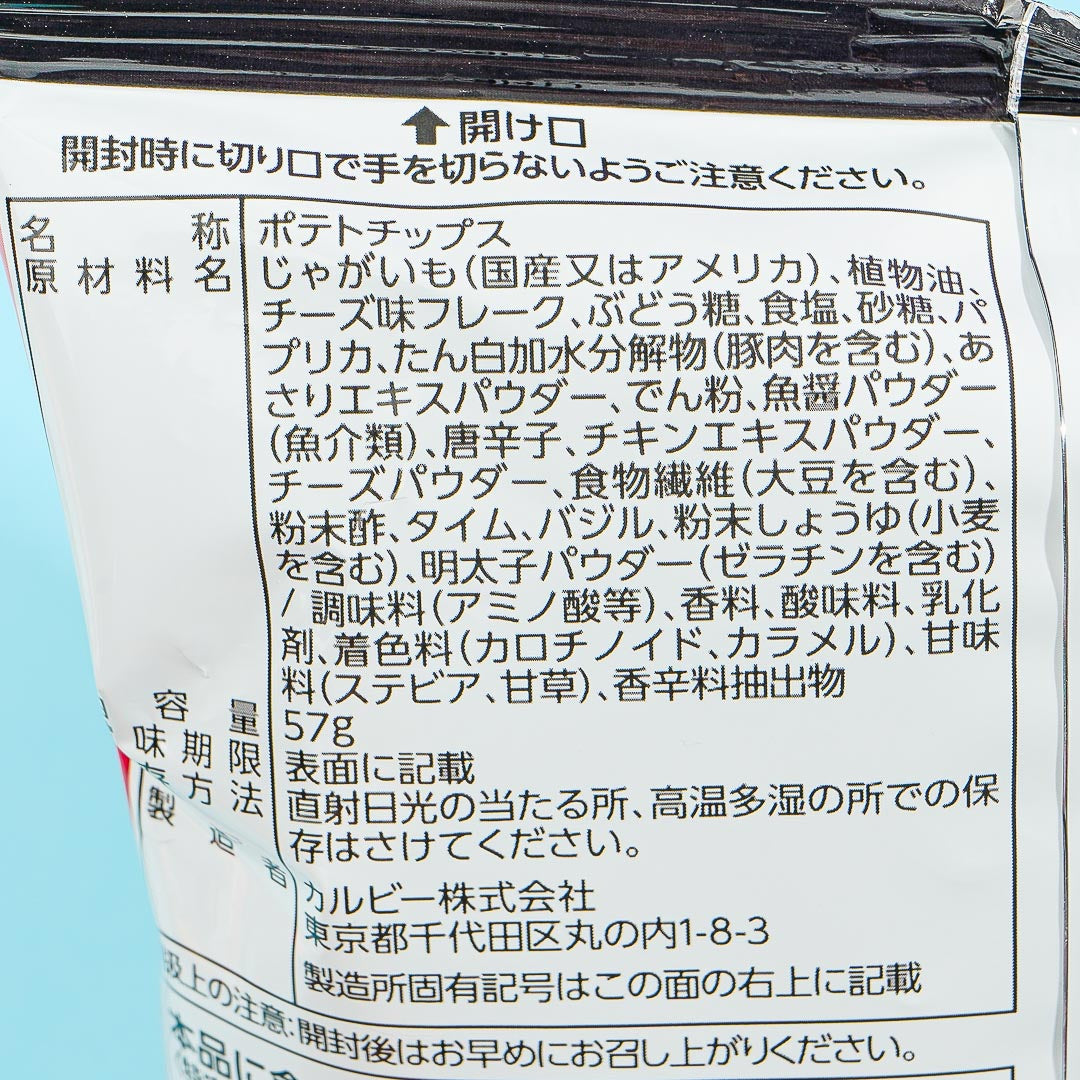 ⬆開け口
開封時に切り口で手を切らないようご注意ください。
名称 ポテトチップス
原材料名 じゃがいも(国産又はアメリカ)、植物油、
チーズ味フレーク、ぶどう糖、食塩、砂糖、パ
プリカ、たん白加水分解物(豚肉を含む)、あ
さりエキスパウダー、でん粉、魚醤パウダー
(魚介類)、唐辛子、チキンエキスパウダー、
チーズパウダー、食物繊維(大豆を含む)、
粉末酢、タイム、バジル、粉末しょうゆ(小麦
を含む)、明太子パウダー(ゼラチンを含む)
/ 調味料(アミノ酸等)、香料、酸味料、乳化
剤、着色料(カロチノイド、カラメル)、甘味
料(ステビア、甘草)、香辛料抽出物
容量 57g
味期限 表面に記載
存方法 直射日光の当たる所、高温多湿の所での保
存はさけてください。
製造者 カルビー株式会社
東京都千代田区丸の内1-8-3
製造所固有記号はこの面の右上に記載
扱上の注意:開封後はお早めにお召し上がりください。
本品に